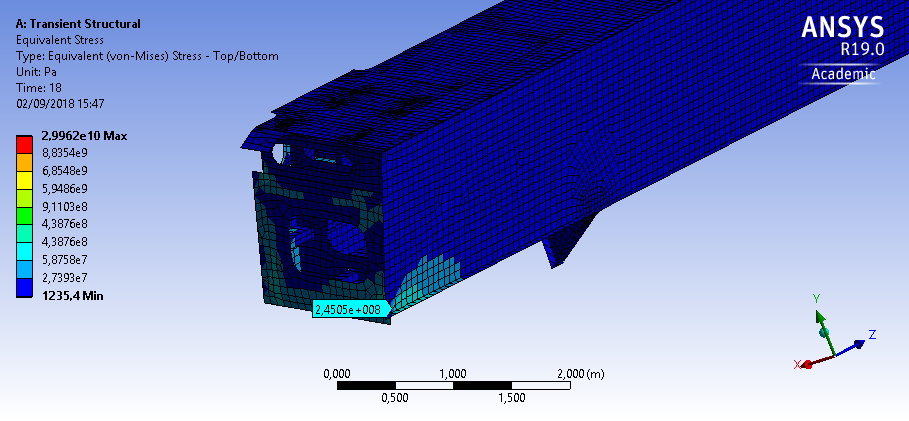 A: Transient Structural
Equivalent Stress
Type: Equivalent (von-Mises) Stress - Top/Bottom
Unit: Pa
Time: 18
02/09/2018 15:47
ANSYS
R19.0
Academic
2,9962e10 Max
8,8354e9
6,8548e9
5,9486e9
9,1103e8
4,3876e8
4,3876e8
5,8758e7
2,7393e7
1235,4 Min
2,4505e+008
Y
Z
X
0,000 1,000 2,000 (m)
0,500 1,500